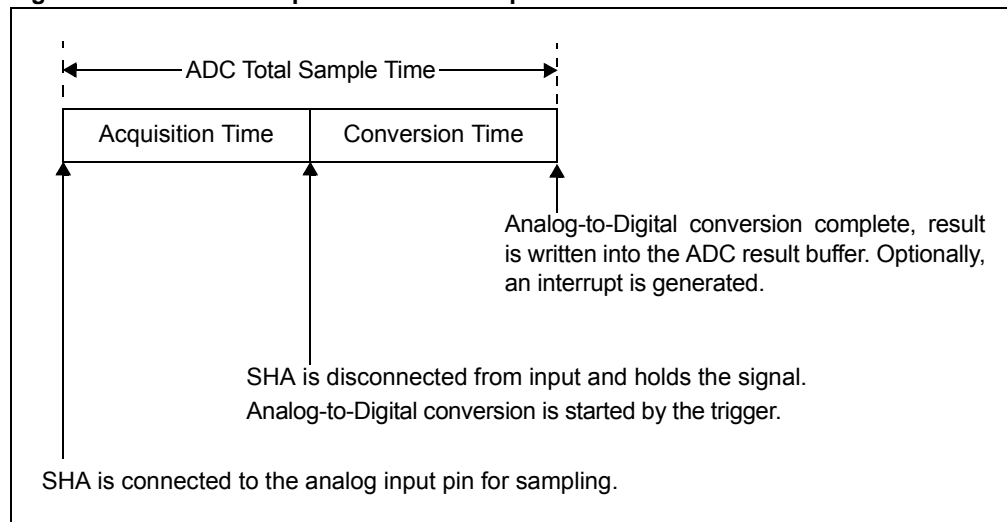 ADC Total Sample Time
Acquisition Time
Conversion Time
Analog-to-Digital conversion complete, result
is written into the ADC result buffer. Optionally,
an interrupt is generated.
SHA is disconnected from input and holds the signal.
Analog-to-Digital conversion is started by the trigger.
SHA is connected to the analog input pin for sampling.